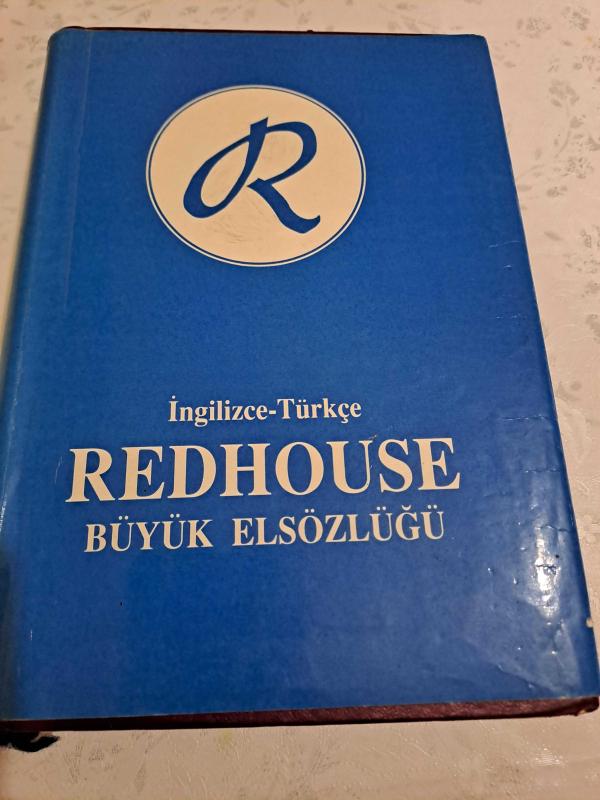 R
İngilizce-Türkçe
REDHOUSE
BÜYÜK ELSÖZLÜĞÜ